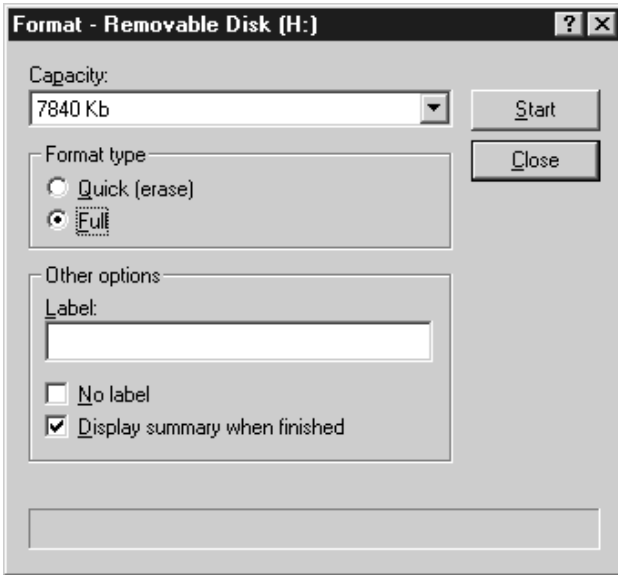 Format - Removable Disk (H:)
Capacity:
7840 Kb
Start
Format type
Close
Quick (erase)
Full
Other options
Label:
No label
Display summary when finished